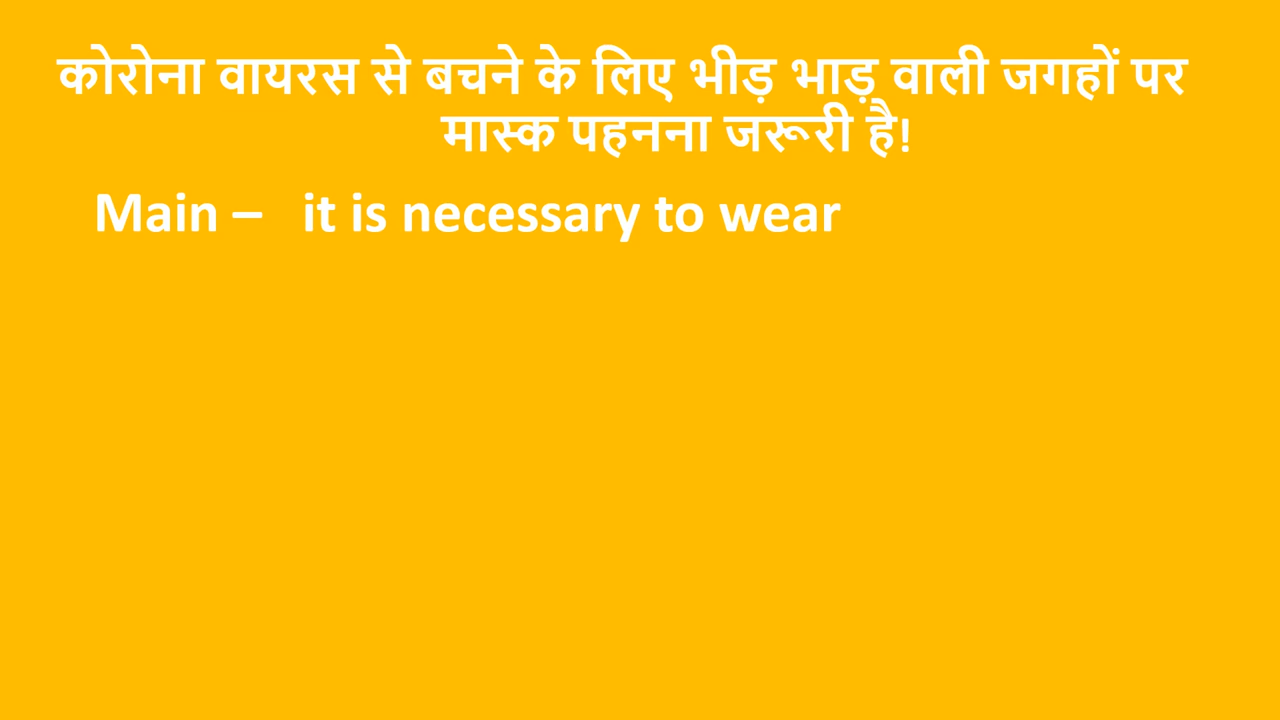 कोरोना वायरस से बचने के लिए भीड़ भाड़ वाली जगहों पर
मास्क पहनना जरूरी है!
Main – it is necessary to wear